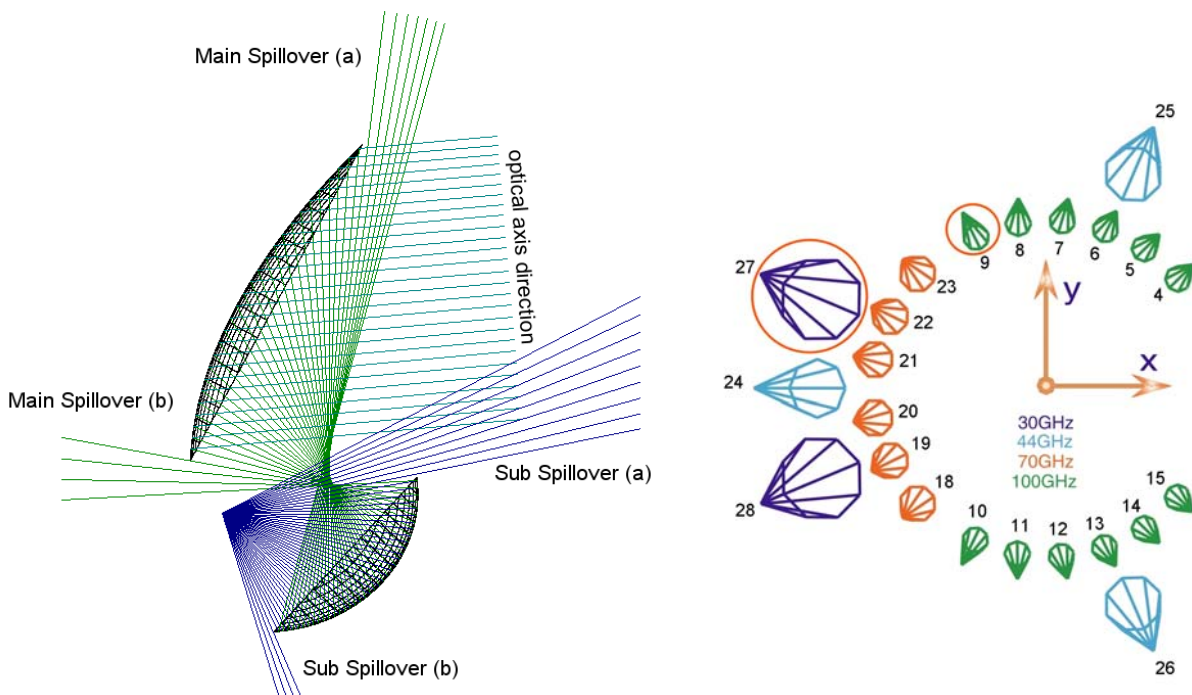 Main Spillover (a)
optical axis direction
Main Spillover (b)
Sub Spillover (a)
Sub Spillover (b)
25
27
9
8
7
6
5
4
23
22
y
21
24
x
20
30GHz
44GHz
70GHz
100GHz
19
28
18
15
10
11
12
13
14
26